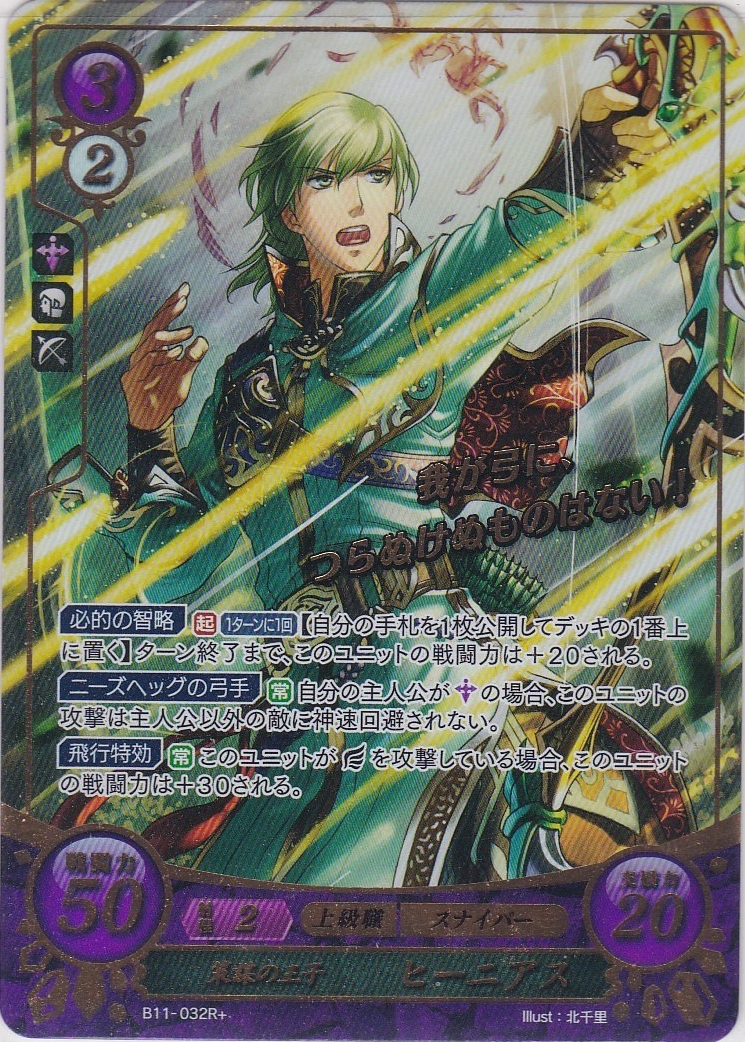 3
2
我が弓に、
つらぬけぬものはない！
必的の智略 起 1ターンに1回【自分の手札を1枚公開してデッキの1番上
に置く】ターン終了まで、このユニットの戦闘力は＋20される。
ニーズヘッグの弓手 常 自分の主人公が の場合、このユニットの
攻撃は主人公以外の敵に神速回避されない。
飛行特効 常 このユニットが を攻撃している場合、このユニット
の戦闘力は＋30される。
戦闘力
50
2 上級職 スナイパー
20
の王子 ヒーニアス
B11-032R+ Illust：北千里